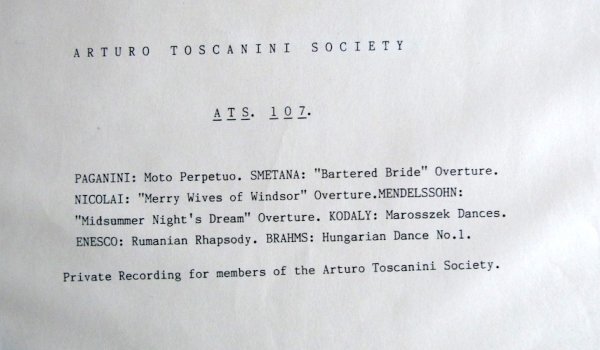 ARTURO TOSCANINI SOCIETY
ATS. 107.
PAGANINI: Moto Perpetuo. SMETANA: "Bartered Bride" Overture.
NICOLAI: "Merry Wives of Windsor" Overture.MENDELSSOHN:
"Midsummer Night's Dream" Overture. KODALY: Marosszek Dances.
ENESCO: Rumanian Rhapsody. BRAHMS: Hungarian Dance No.1.
Private Recording for members of the Arturo Toscanini Society.